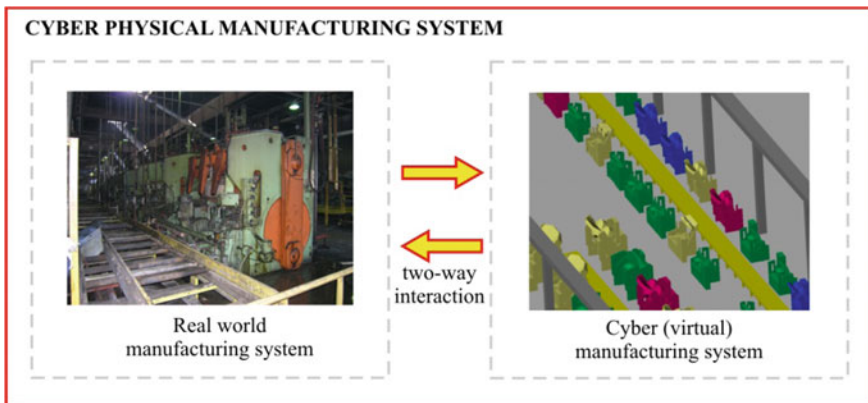 CYBER PHYSICAL MANUFACTURING SYSTEM
two-way
interaction
Real world
manufacturing system
Cyber (virtual)
manufacturing system